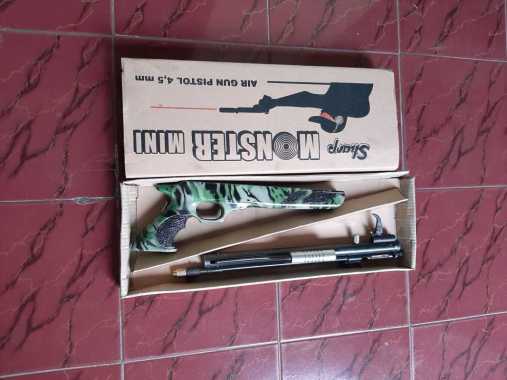 Sharp MONSTER MINI
AIR GUN PISTOL 4,5 mm